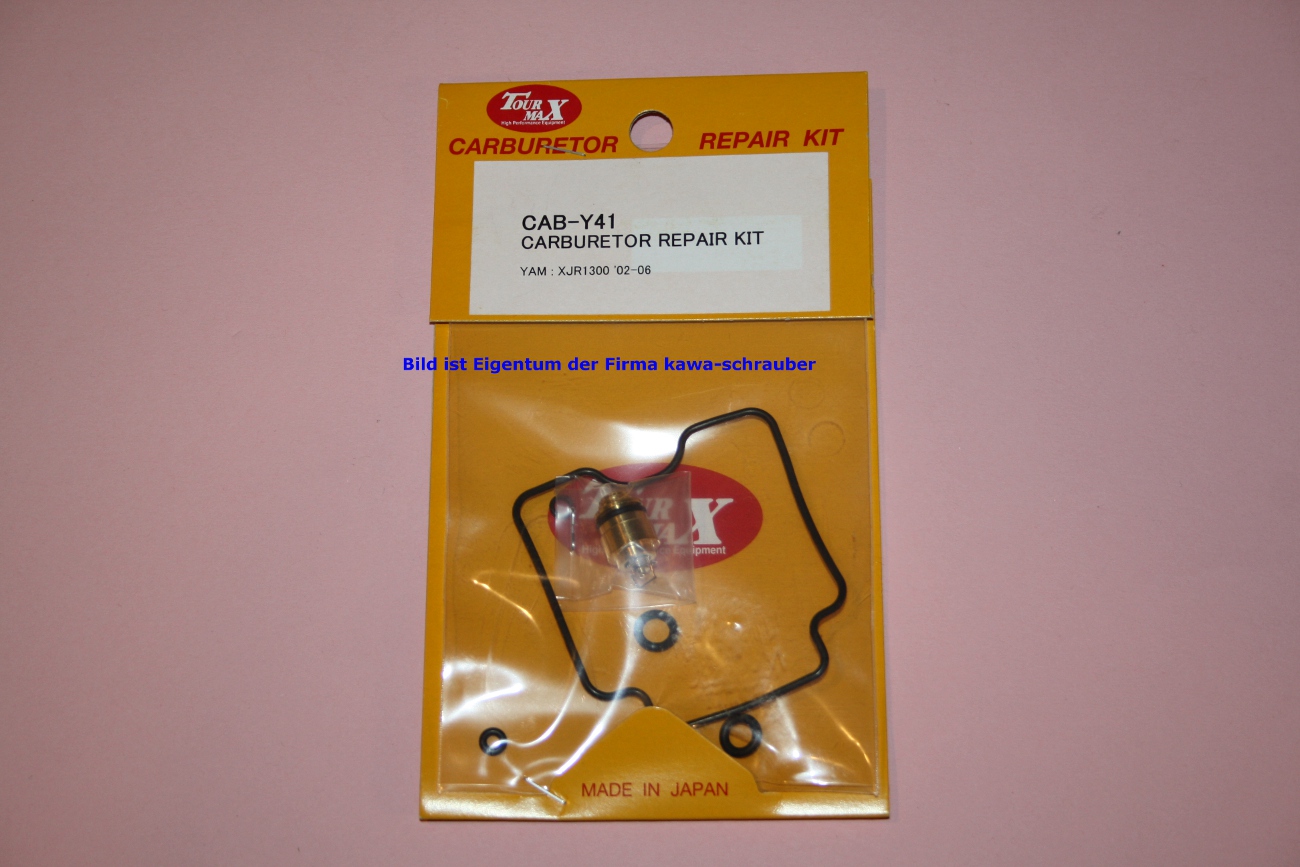 TOUR MAX
High Performance Equipment
CARBURETOR REPAIR KIT
CAB-Y41
CARBURETOR REPAIR KIT
YAM : XJR1300 '02-06
Bild ist Eigentum der Firma kawa-schrauber
MADE IN JAPAN